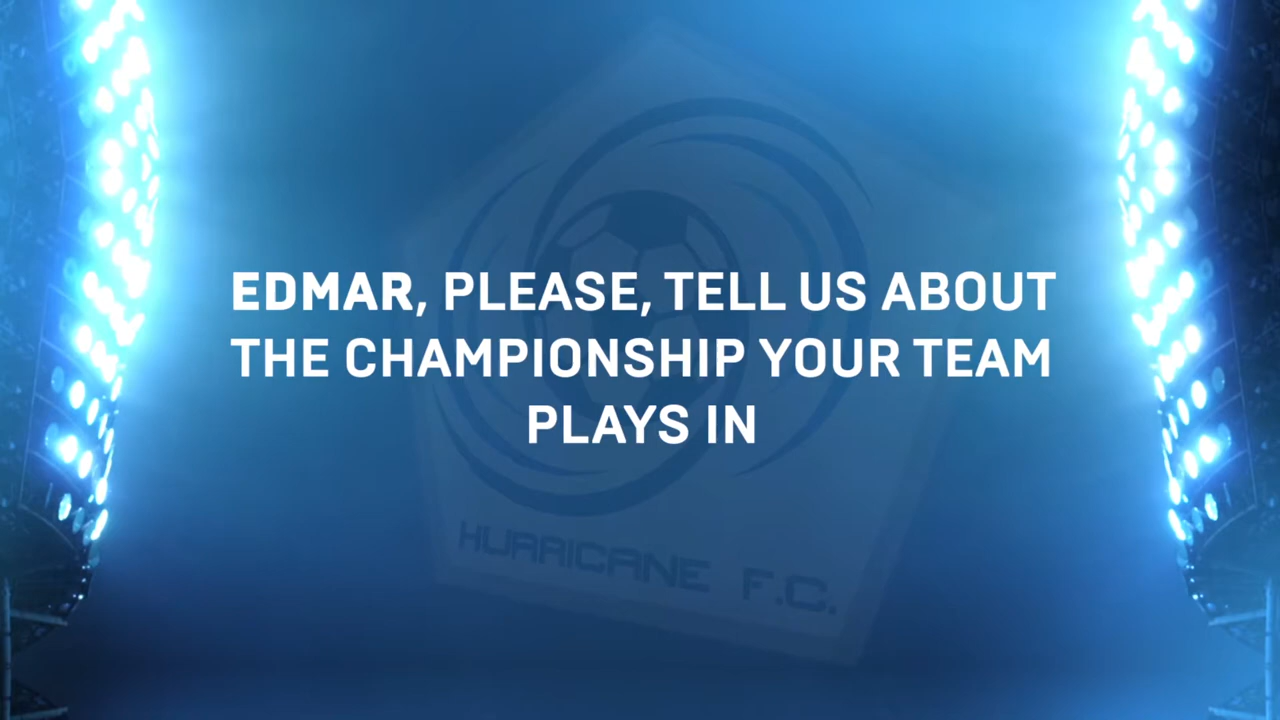 EDMAR, PLEASE, TELL US ABOUT
THE CHAMPIONSHIP YOUR TEAM
PLAYS IN
HURRICANE F.C.